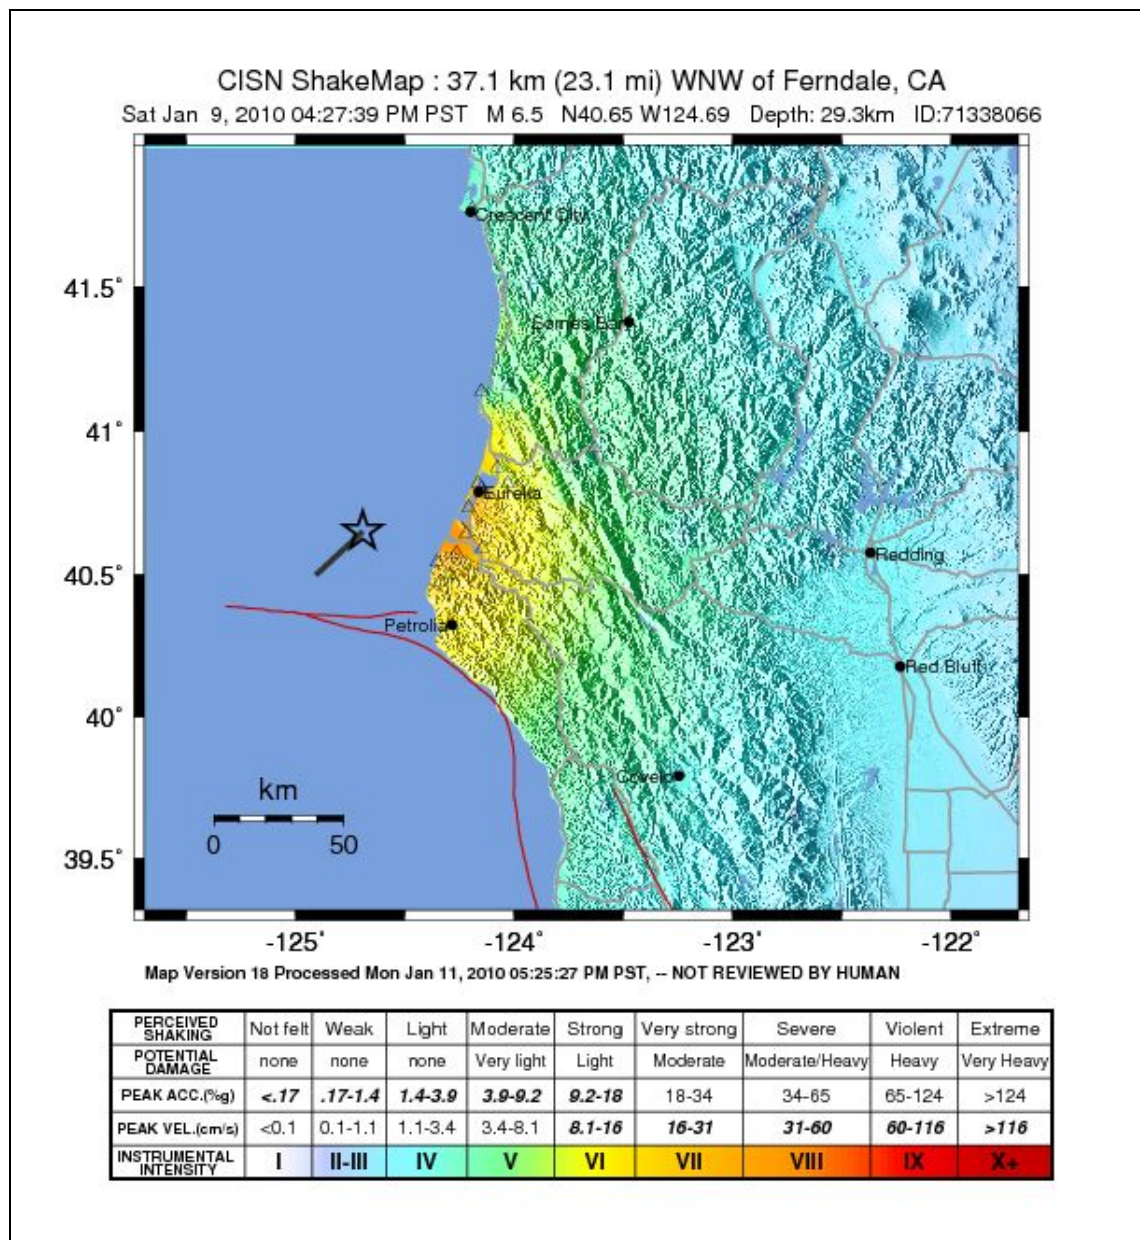 CISN ShakeMap : 37.1 km (23.1 mi) WNW of Ferndale, CA
Sat Jan 9, 2010 04:27:39 PM PST M 6.5 N40.65 W124.69 Depth: 29.3km ID:71338066
Crescent City
41.5°
Somes Bar
41°
Eureka
Redding
40.5°
Petrolia
Red Bluff
40°
Covelo
km
0 50
39.5°
-125° -124° -123° -122°
Map Version 18 Processed Mon Jan 11, 2010 05:25:27 PM PST, -- NOT REVIEWED BY HUMAN
PERCEIVED SHAKING Not felt Weak Light Moderate Strong Very strong Severe Violent Extreme
POTENTIAL DAMAGE none none none Very light Light Moderate Moderate/Heavy Heavy Very Heavy
PEAK ACC.(%g) <.17 .17-1.4 1.4-3.9 3.9-9.2 9.2-18 18-34 34-65 65-124 >124
PEAK VEL.(cm/s) <0.1 0.1-1.1 1.1-3.4 3.4-8.1 8.1-16 16-31 31-60 60-116 >116
INSTRUMENTAL INTENSITY I II-III IV V VI VII VIII IX X+